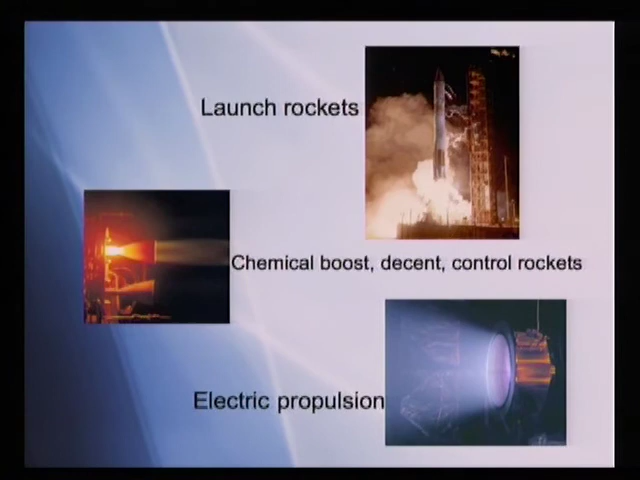 Launch rockets
Chemical boost, decent, control rockets
Electric propulsion